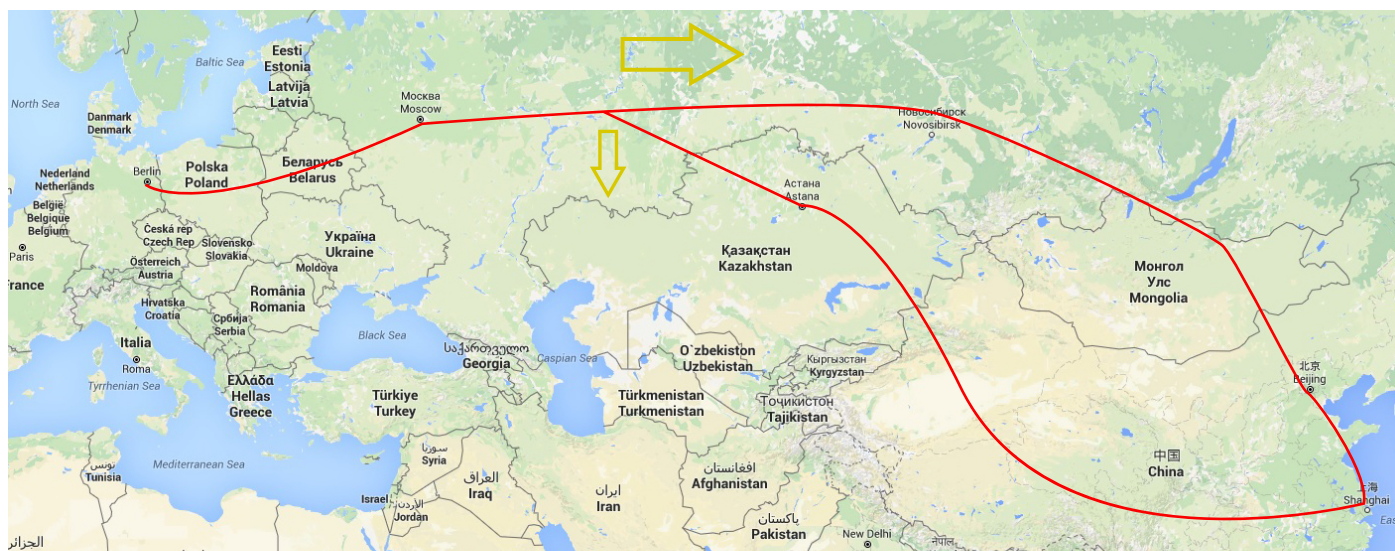 Eesti
Estonia
Baltic Sea
Latvija
Latvia
North Sea
Москва
Moscow
Danmark
Denmark
Новосибирск
Novosibirsk
Nederland
Netherlands
Berlin
Polska
Poland
Беларусь
Belarus
Астана
Astana
België
Belgique
Belgium
Paris
Česká rep
Czech Rep
Slovensko
Slovakia
Україна
Ukraine
Österreich
Austria
Moldova
France
Қазақстан
Kazakhstan
Монгол
Улс
Mongolia
Hrvatska
Croatia
România
Romania
Србија
Serbia
Italia
Roma
Black Sea
საქართველო
Georgia
Caspian Sea
O`zbekiston
Uzbekistan
Кыргызстан
Kyrgyzstan
北京
Beijing
Tyrrhenian Sea
Ελλάδα
Hellas
Greece
Türkiye
Turkey
Türkmenistan
Turkmenistan
Тоҷикистон
Tajikistan
تونس
Tunisia
Mediterranean Sea
سوريا
Syria
العراق
Iraq
ایران
Iran
افغانستان
Afghanistan
中国
China
Israel
الأردن
Jordan
پاکستان
Pakistan
New Delhi
नेपाल
上海
Shanghai
East
الجزائر